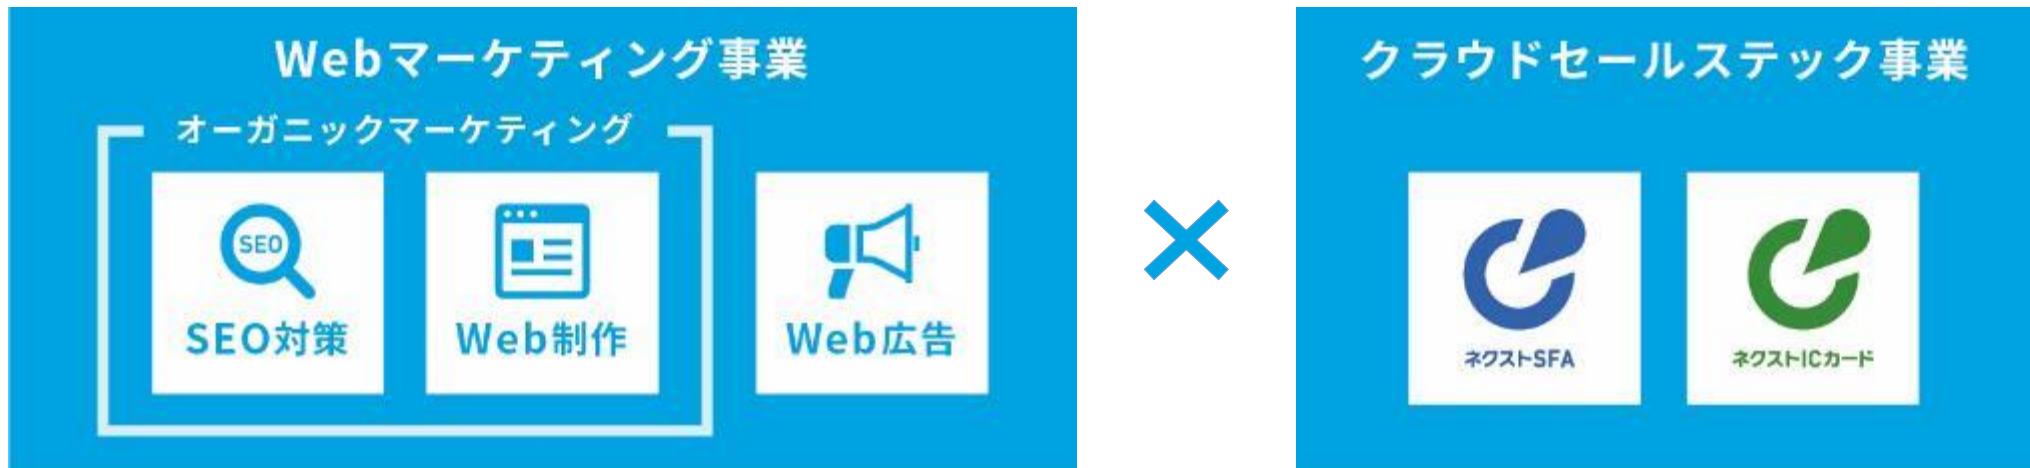 Webマーケティング事業
オーガニックマーケティング
SEO
SEO対策
Web制作
Web広告
×
クラウドセールステック事業
ネクストSFA
ネクストICカード